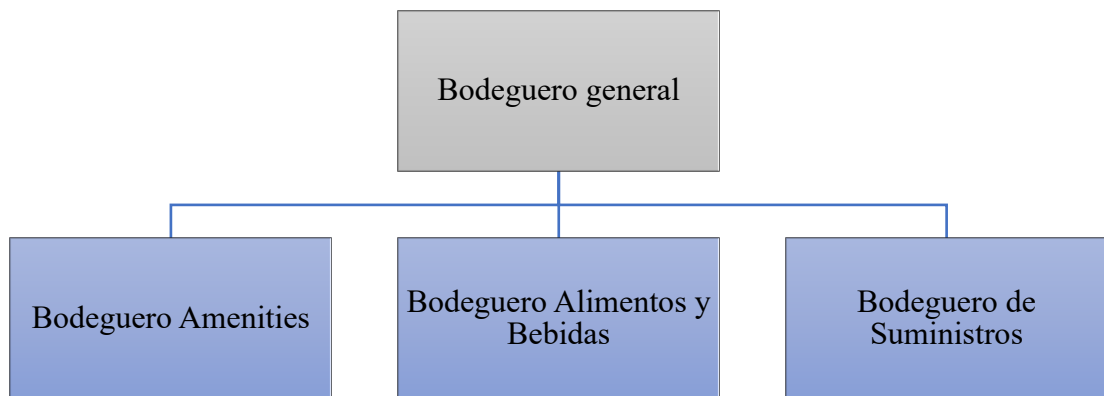 Bodeguero general
Bodeguero Amenities
Bodeguero Alimentos y
Bebidas
Bodeguero de
Suministros